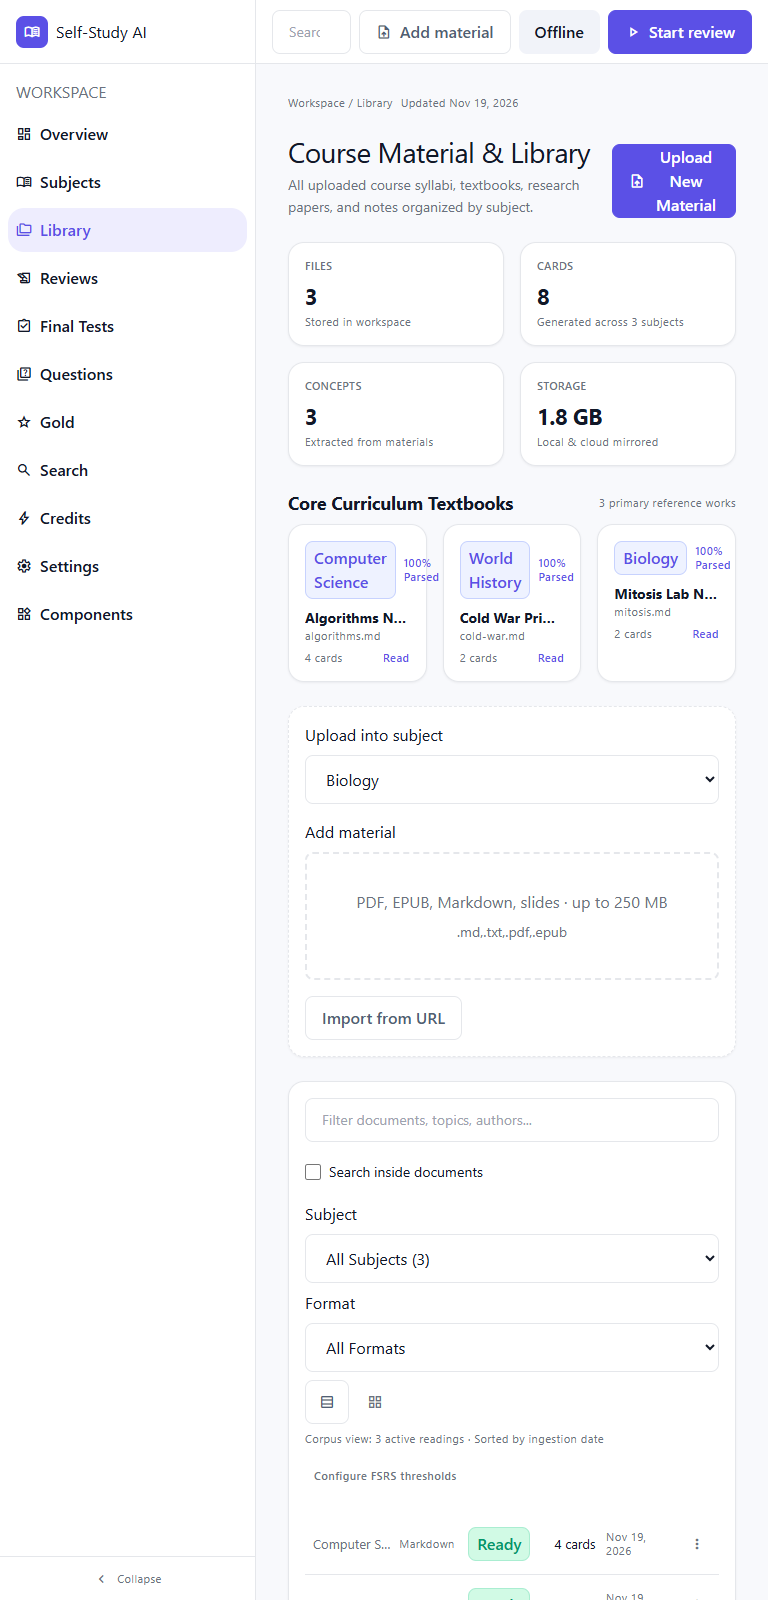 Self-Study AI
Add material
Offline
Start review
WORKSPACE
Overview
Subjects
Library
Reviews
Final Tests
Questions
Gold
Search
Credits
Settings
Components
Collapse
Workspace / Library Updated Nov 19, 2026
Course Material & Library
All uploaded course syllabi, textbooks, research
papers, and notes organized by subject.
Upload
New
Material
FILES
3
Stored in workspace
CARDS
8
Generated across 3 subjects
CONCEPTS
3
Extracted from materials
STORAGE
1.8 GB
Local & cloud mirrored
Core Curriculum Textbooks
3 primary reference works
Computer
Science
100%
Parsed
Algorithms N...
algorithms.md
4 cards
Read
World
History
100%
Parsed
Cold War Pri...
cold-war.md
2 cards
Read
Biology
100%
Parsed
Mitosis Lab N...
mitosis.md
2 cards
Read
Upload into subject
Biology
Add material
PDF, EPUB, Markdown, slides · up to 250 MB
.md,.txt,.pdf,.epub
Import from URL
Filter documents, topics, authors...
Search inside documents
Subject
All Subjects (3)
Format
All Formats
Corpus view: 3 active readings · Sorted by ingestion date
Configure FSRS thresholds
Computer S...
Markdown
Ready
4 cards
Nov 19,
2026
Nov 19